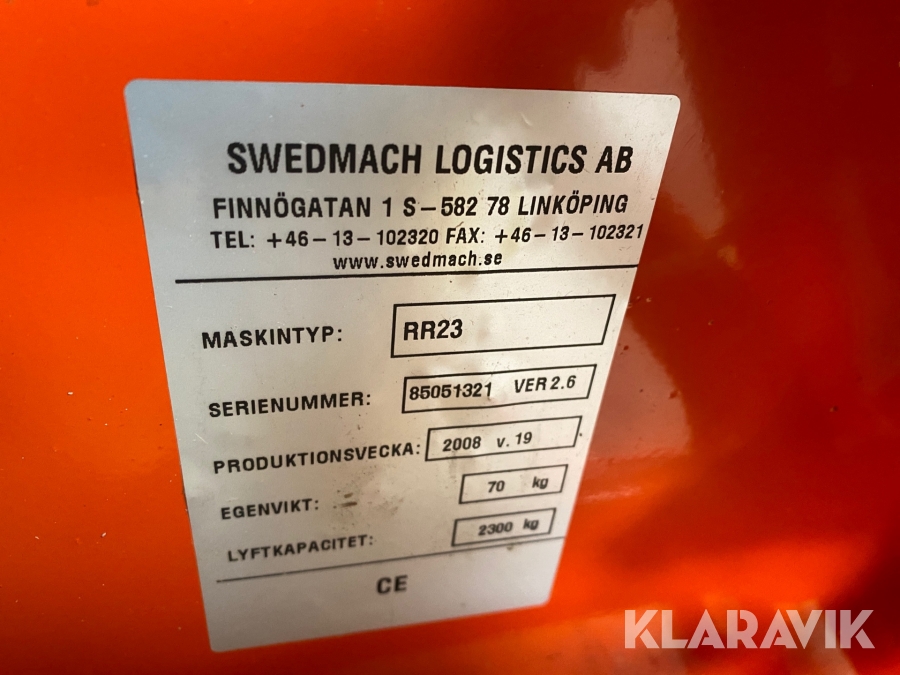 SWEDMACH LOGISTICS AB
FINNÖGATAN 1 S-582 78 LINKÖPING
TEL: +46-13-102320 FAX: +46-13-102321
www.swedmach.se
MASKINTYP: RR23
SERIENUMMER: 85051321 VER 2.6
PRODUKTIONSVECKA: 2008 v. 19
EGENVIKT: 70 kg
LYFTKAPACITET: 2300 kg
CE
KLARAVIK